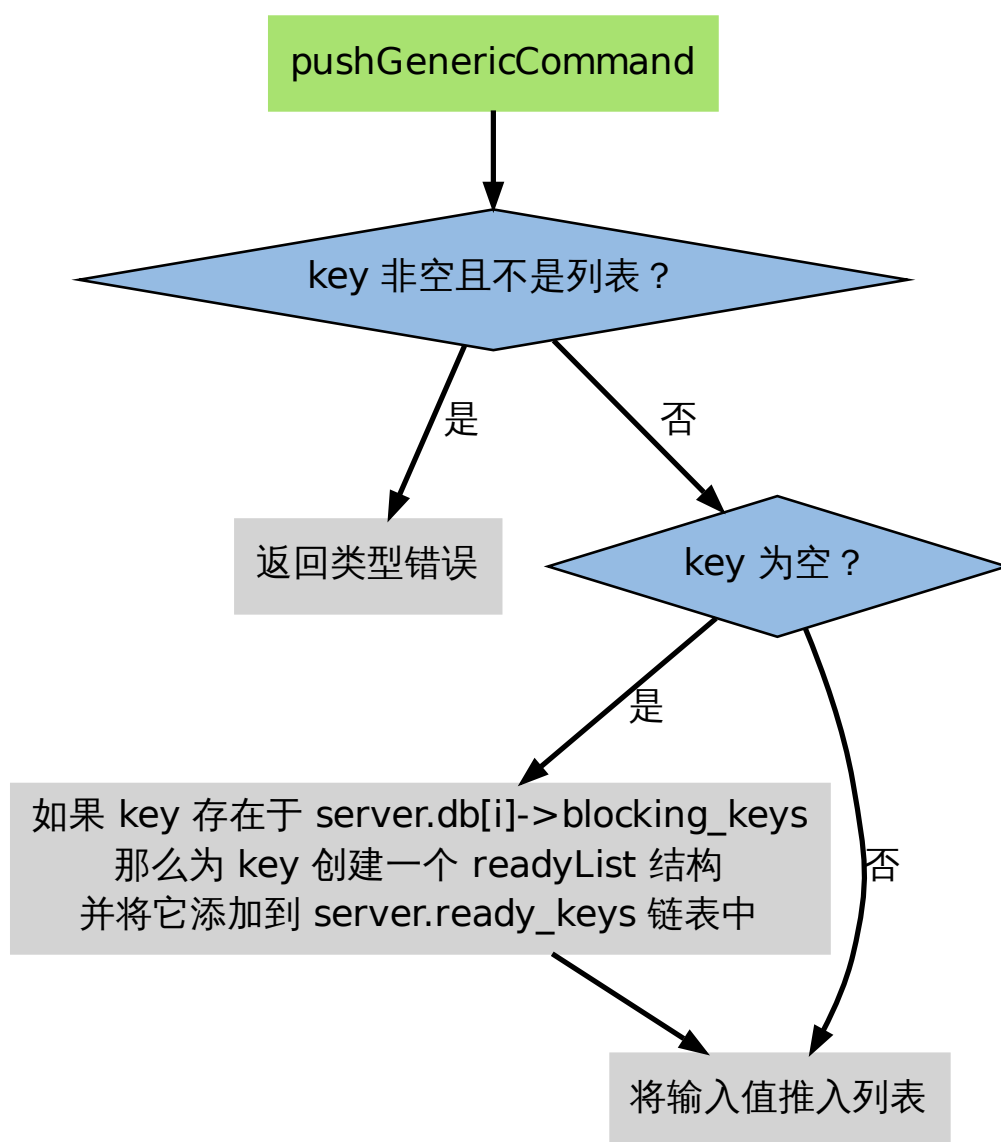 pushGenericCommand
key 非空且不是列表？
是
否
返回类型错误
key 为空？
是
如果 key 存在于 server.db[i]->blocking_keys
那么为 key 创建一个 readyList 结构
并将它添加到 server.ready_keys 链表中
否
将输入值推入列表